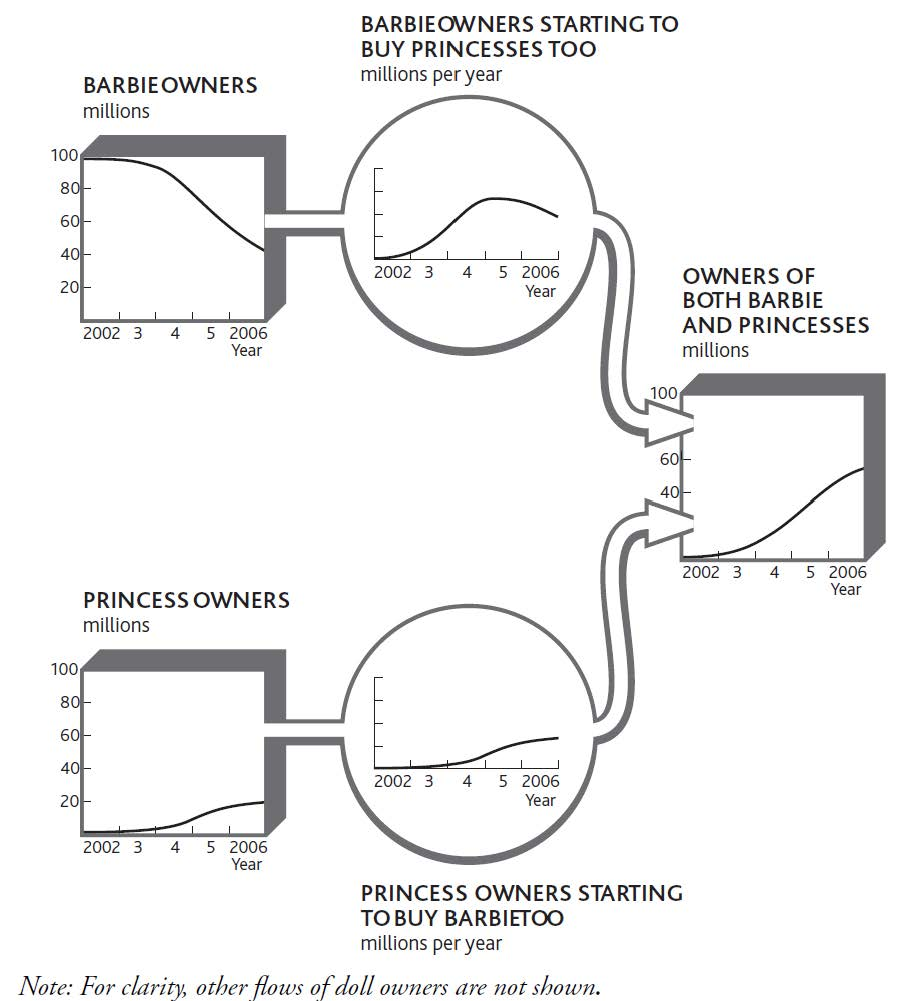 BARBIEOWNERS STARTING TO
BUY PRINCESSES TOO
millions per year
BARBIEOWNERS
millions
100
80
60
40
20
2002 3 4 5 2006
Year
2002 3 4 5 2006
Year
OWNERS OF
BOTH BARBIE
AND PRINCESSES
millions
100
60
40
2002 3 4 5 2006
Year
PRINCESS OWNERS
millions
100
80
60
40
20
2002 3 4 5 2006
Year
2002 3 4 5 2006
Year
PRINCESS OWNERS STARTING
TO BUY BARBIETOO
millions per year
Note: For clarity, other flows of doll owners are not shown.